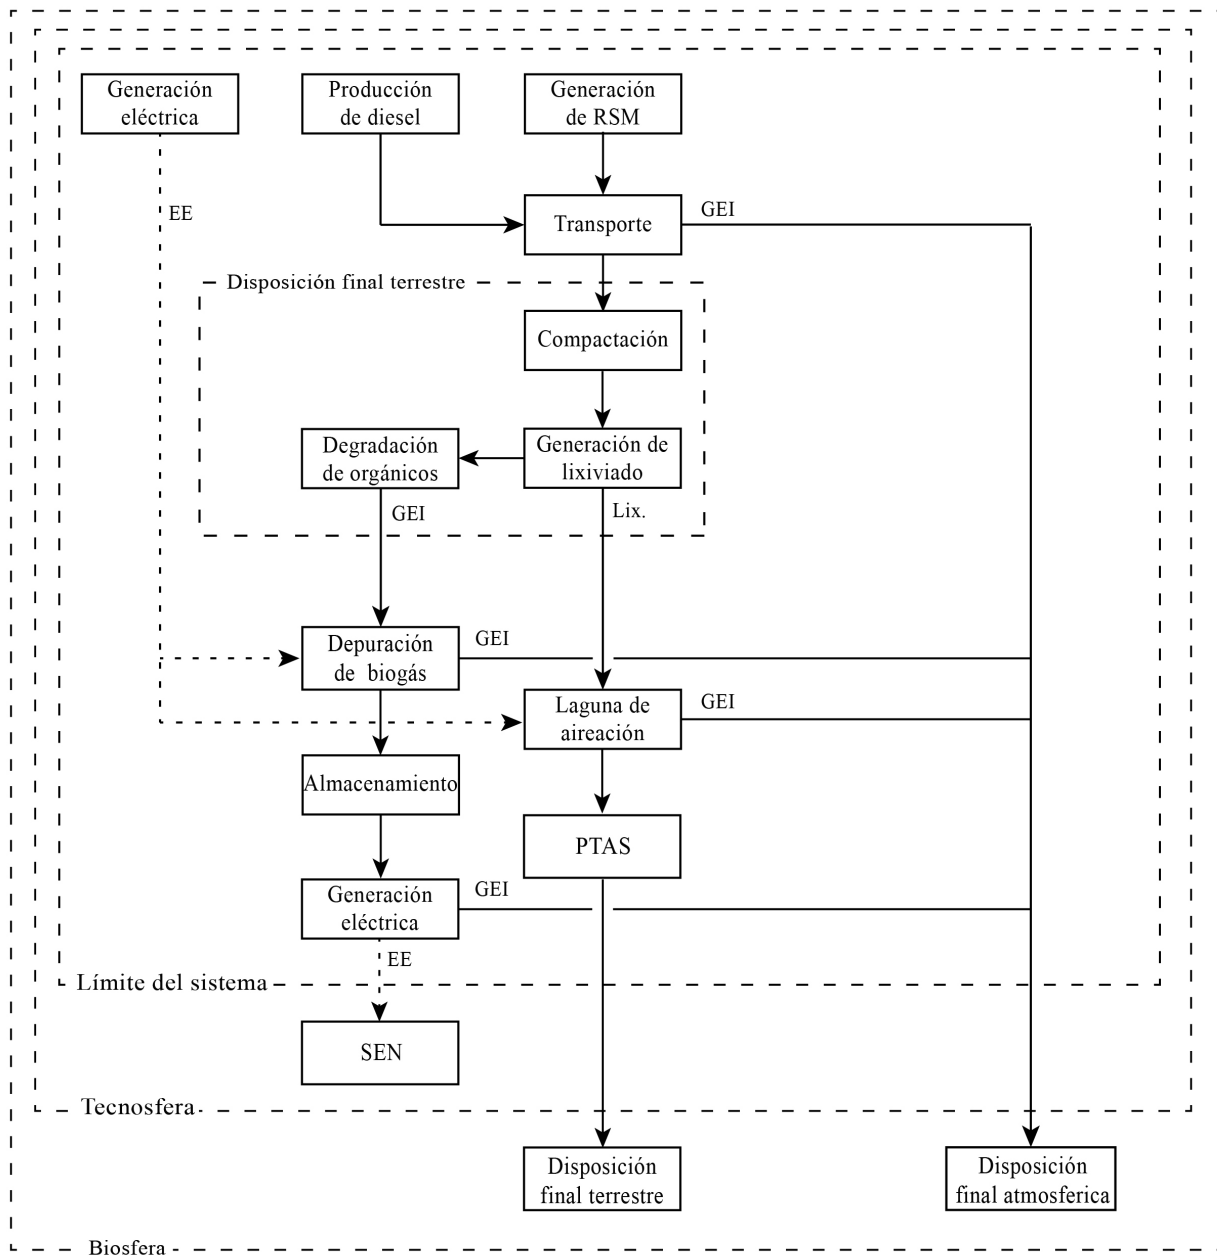 Generación
eléctrica
Producción
de diesel
Generación
de RSM
EE
Transporte
GEI
Disposición final terrestre
Compactación
Degradación
de orgánicos
Generación de
lixiviado
GEI
Lix.
Depuración
de biogás
GEI
Laguna de
aireación
GEI
Almacenamiento
PTAS
Generación
eléctrica
GEI
EE
Límite del sistema
SEN
Tecnosfera
Disposición
final terrestre
Disposición
final atmosferica
Biosfera